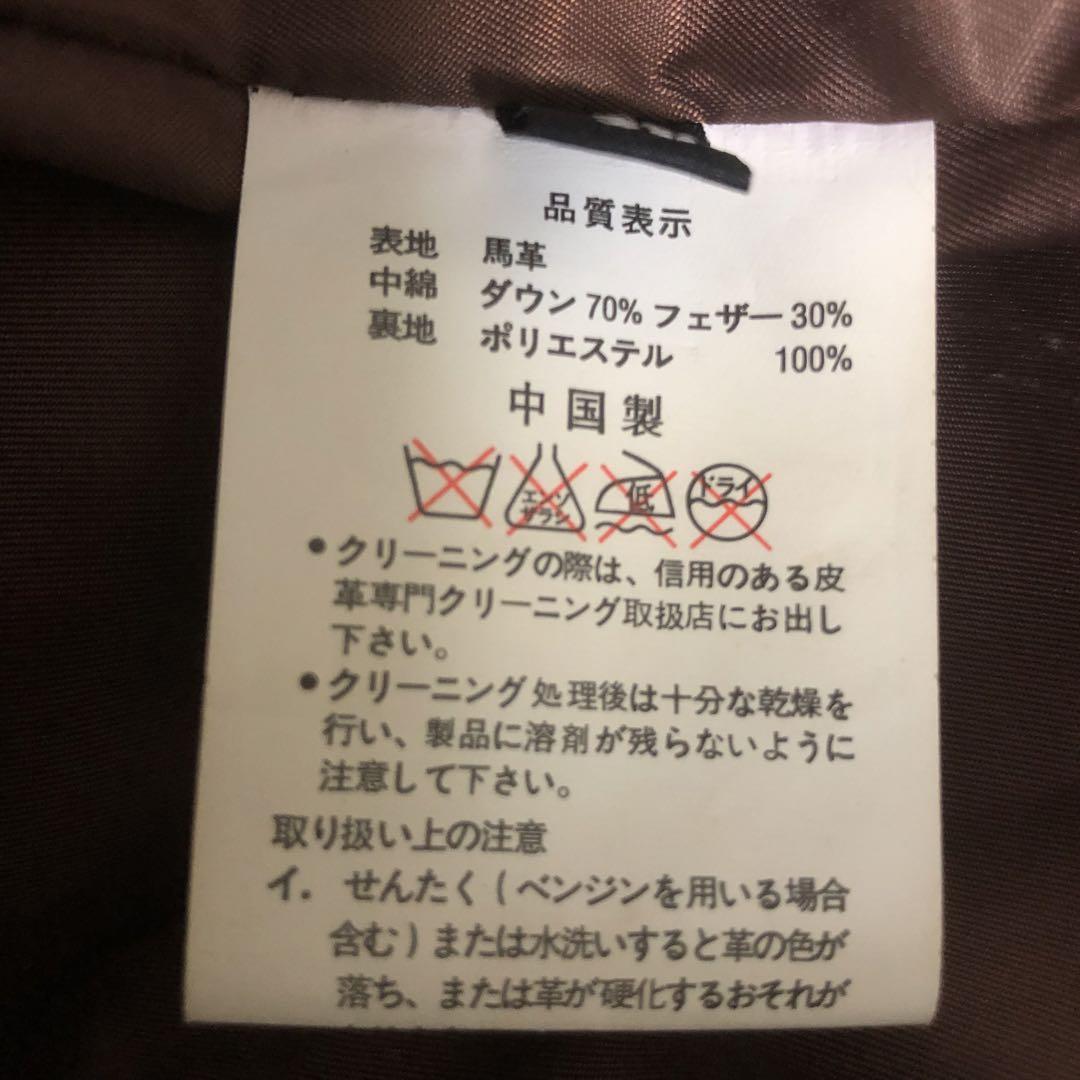 品質表示
表地 馬革
中綿 ダウン 70% フェザー 30%
裏地 ポリエステル 100%
中国製
エンソ サラシ 低 ドライ
●クリーニングの際は、信用のある皮
革専門クリーニング取扱店にお出し
下さい。
●クリーニング処理後は十分な乾燥を
行い、製品に溶剤が残らないように
注意して下さい。
取り扱い上の注意
イ. せんたく(ベンジンを用いる場合
含む)または水洗いすると革の色が
落ち、または革が硬化するおそれが